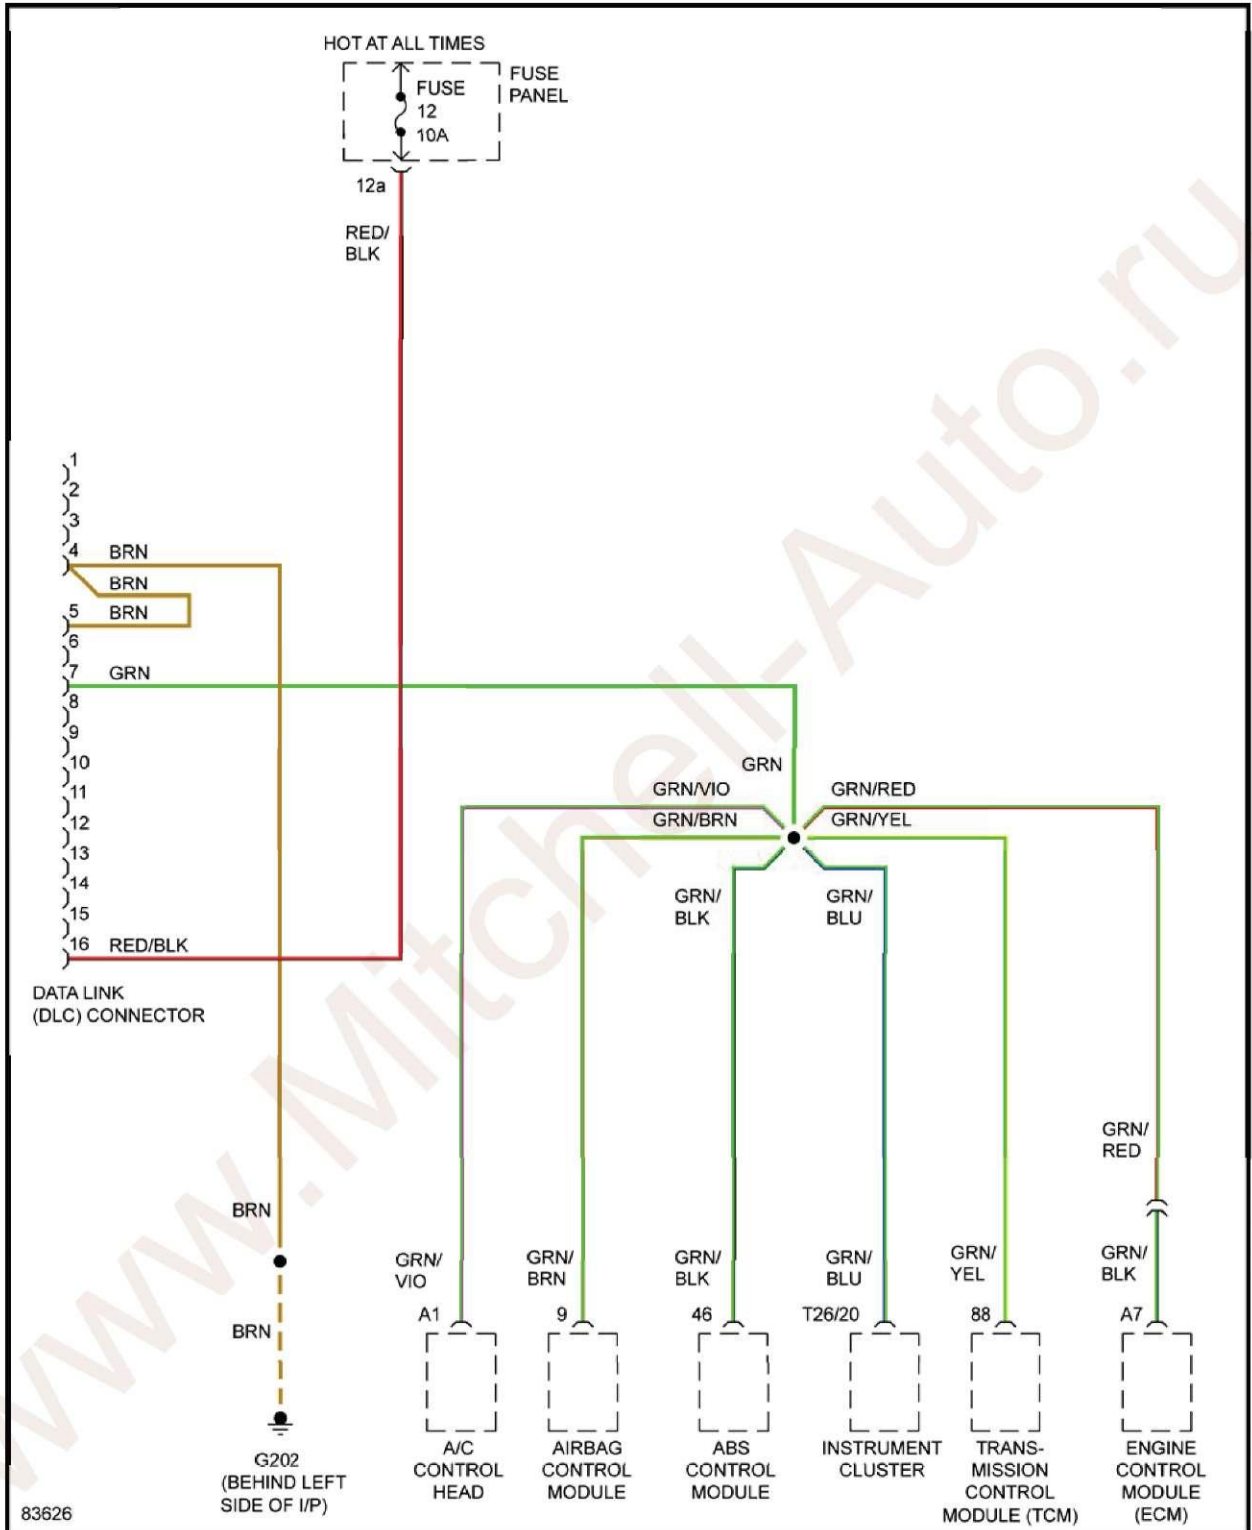 HOT AT ALL TIMES
FUSE
12
10A
FUSE
PANEL
12a
RED/
BLK
1
2
3
4
BRN
BRN
5
BRN
6
7
GRN
8
9
10
11
12
13
14
15
16
RED/BLK
DATA LINK
(DLC) CONNECTOR
GRN
GRN/VIO
GRN/RED
GRN/BRN
GRN/YEL
GRN/
BLK
GRN/
BLU
GRN/
RED
BRN
GRN/
VIO
GRN/
BRN
GRN/
BLK
GRN/
BLU
GRN/
YEL
GRN/
BLK
A1
9
46
T26/20
88
A7
BRN
G202
(BEHIND LEFT
SIDE OF I/P)
A/C
CONTROL
HEAD
AIRBAG
CONTROL
MODULE
ABS
CONTROL
MODULE
INSTRUMENT
CLUSTER
TRANS-
MISSION
CONTROL
MODULE (TCM)
ENGINE
CONTROL
MODULE
(ECM)
83626
www.Mitchell-Auto.ru